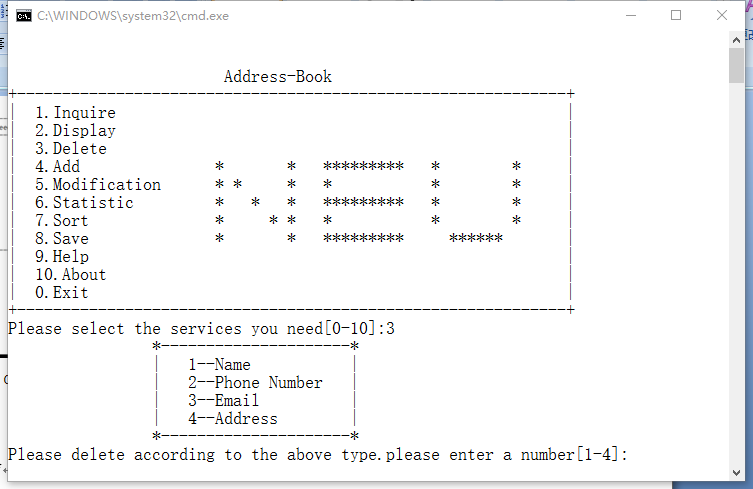 C:\WINDOWS\system32\cmd.exe
Address-Book
1.Inquire
2.Display
3.Delete
4.Add
5.Modification
6.Statistic
7.Sort
8.Save
9.Help
10.About
0.Exit
Please select the services you need[0-10]:3
1--Name
2--Phone Number
3--Email
4--Address
Please delete according to the above type.please enter a number[1-4]: